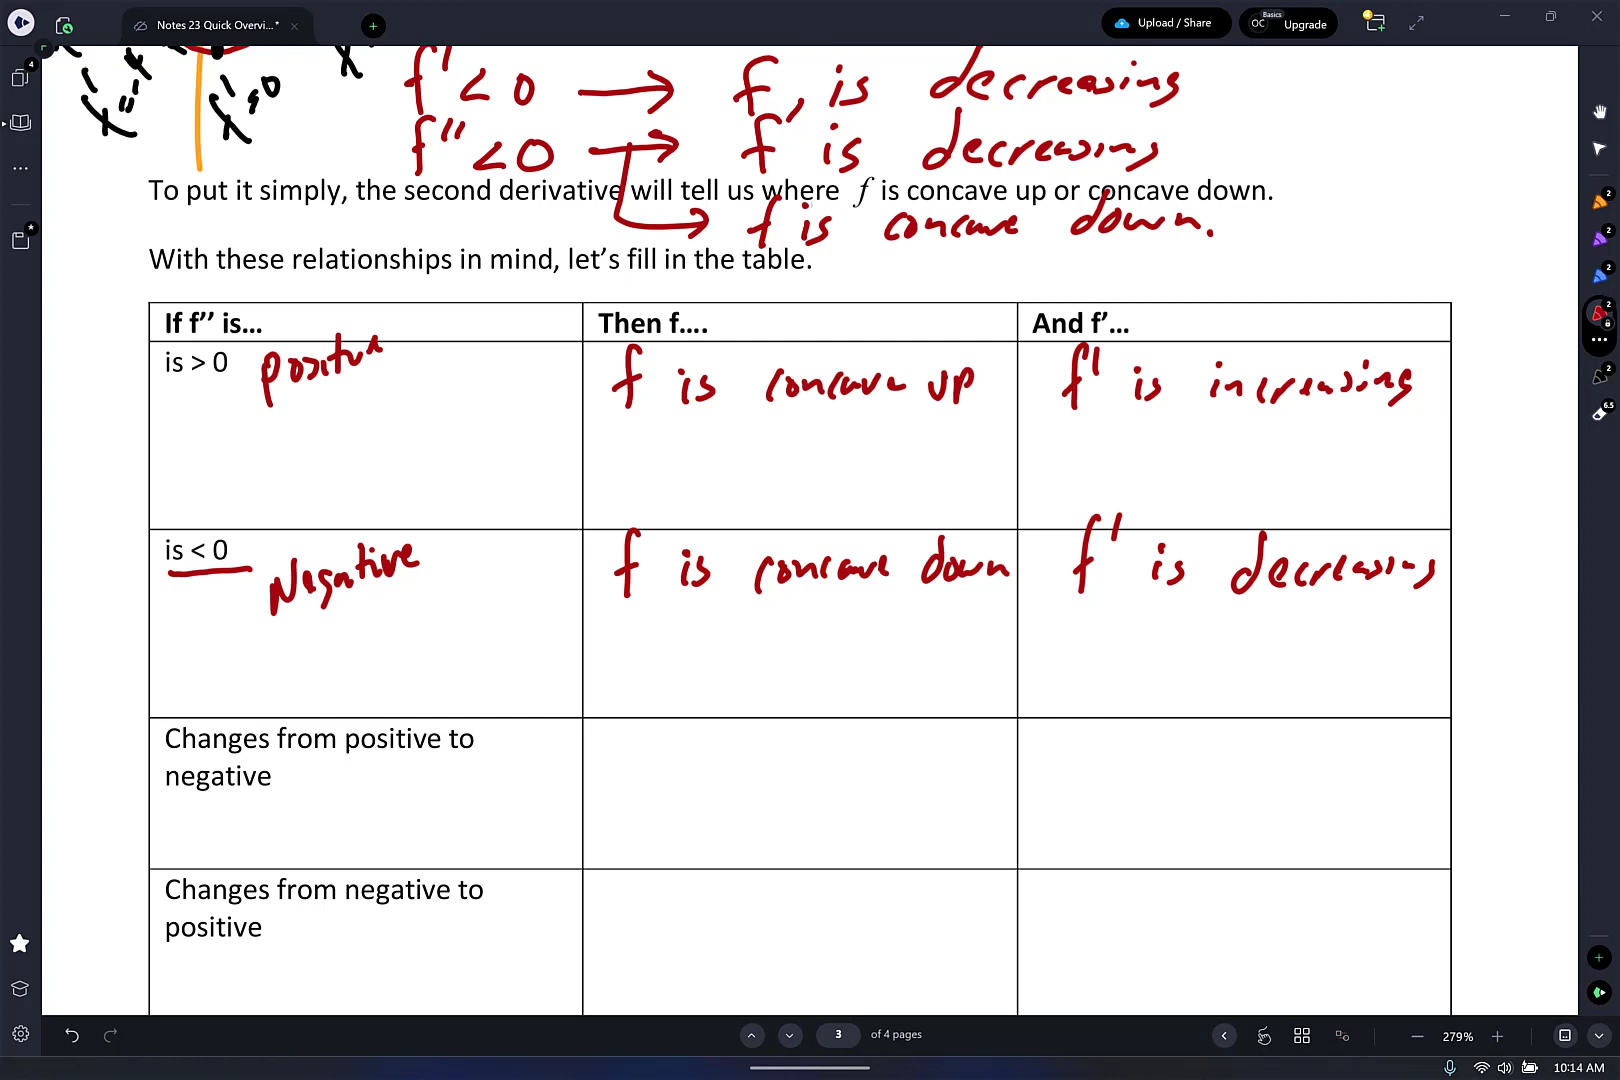 Notes 23 Quick Overvi...*
Upload / Share
OC
Basics
Upgrade
f' < 0 → f is decreasing
f'' < 0 → f' is decreasing
To put it simply, the second derivative will tell us where f is concave up or concave down.
→ f is concave down.
With these relationships in mind, let's fill in the table.
If f'' is...
Then f....
And f'...
is > 0 positive
f is concave up
f' is increasing
is < 0 Negative
f is concave down
f' is decreasing
Changes from positive to
negative
Changes from negative to
positive
3 of 4 pages
279%
10:14 AM